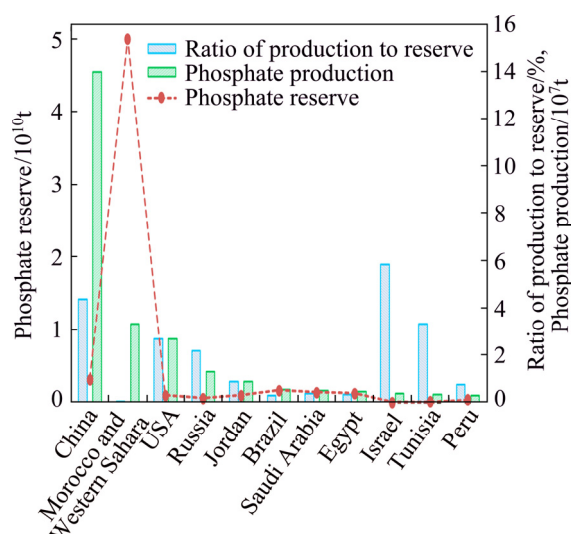 Phosphate reserve/10¹⁰t
5
4
3
2
1
0
Ratio of production to reserve
Phosphate production
Phosphate reserve
16
14
12
10
8
6
4
2
0
Ratio of production to reserve/%,
Phosphate production/10⁷t
China
Morocco and
Western Sahara
USA
Russia
Jordan
Brazil
Saudi Arabia
Egypt
Israel
Tunisia
Peru